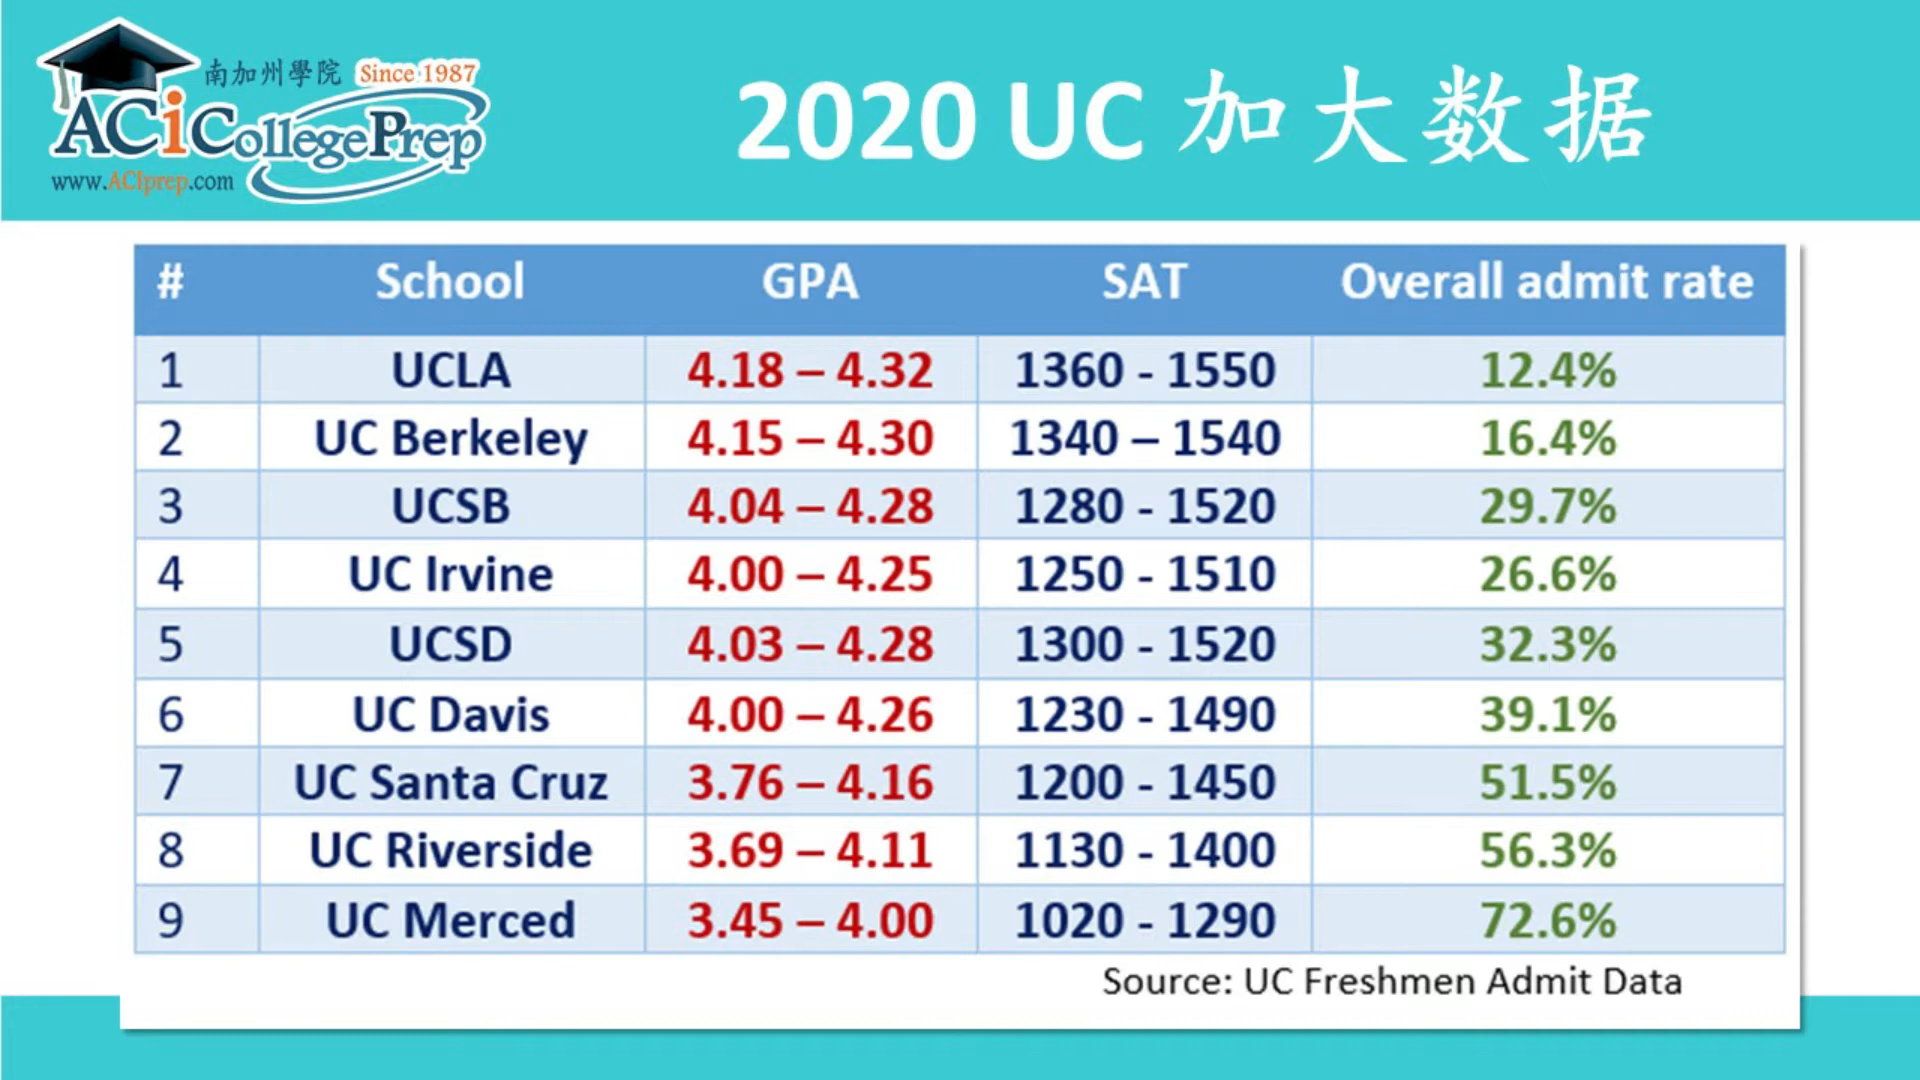 南加州學院 Since 1987
ACi CollegePrep
www.ACIprep.com
2020 UC 加大数据
# School GPA SAT Overall admit rate
1 UCLA 4.18 – 4.32 1360 - 1550 12.4%
2 UC Berkeley 4.15 – 4.30 1340 – 1540 16.4%
3 UCSB 4.04 – 4.28 1280 - 1520 29.7%
4 UC Irvine 4.00 – 4.25 1250 - 1510 26.6%
5 UCSD 4.03 – 4.28 1300 - 1520 32.3%
6 UC Davis 4.00 – 4.26 1230 - 1490 39.1%
7 UC Santa Cruz 3.76 – 4.16 1200 - 1450 51.5%
8 UC Riverside 3.69 – 4.11 1130 - 1400 56.3%
9 UC Merced 3.45 – 4.00 1020 - 1290 72.6%
Source: UC Freshmen Admit Data